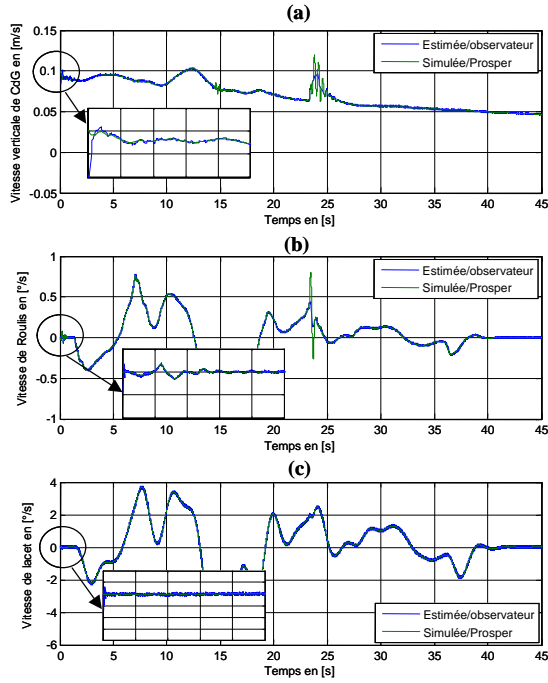 (a)
Vitesse verticale de CdG en [m/s]
0.15
0.1
0.05
0
-0.05
Estimée/observateur
Simulée/Prosper
0 5 10 15 20 25 30 35 40 45
Temps en [s]
(b)
Vitesse de Roulis en [°/s]
1
0.5
0
-0.5
-1
Estimée/observateur
Simulée/Prosper
0 5 10 15 20 25 30 35 40 45
Temps en [s]
(c)
Vitesse de lacet en [°/s]
4
2
0
-2
-4
-6
Estimée/observateur
Simulée/Prosper
0 5 10 15 20 25 30 35 40 45
Temps en [s]